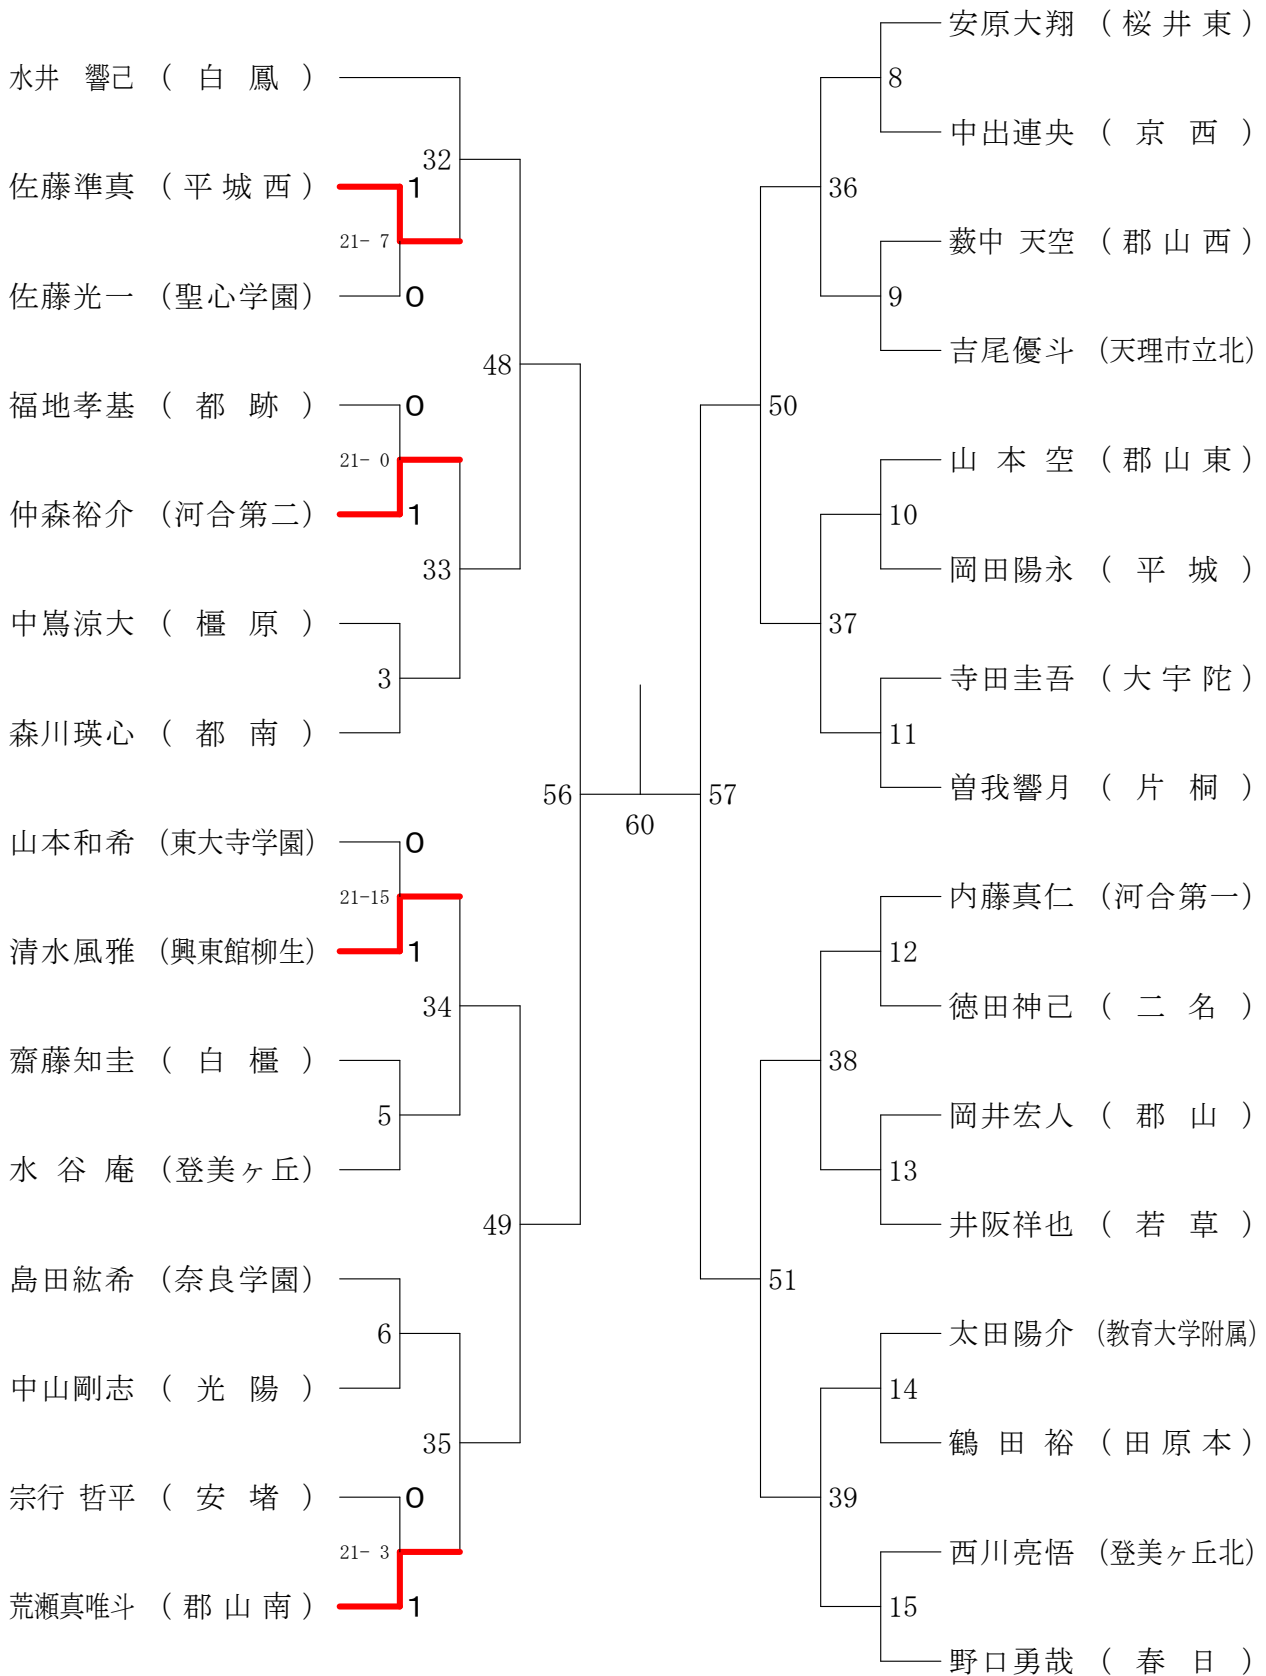 水井 響己 ( 白 鳳 )
32
佐藤準真 ( 平 城 西 ) 1
21- 7
佐藤光一 (聖心学園) 0
48
福地孝基 ( 都 跡 ) 0
21- 0
仲森裕介 (河合第二) 1
33
中嶌涼大 ( 橿 原 )
3
森川瑛心 ( 都 南 )
56
山本和希 (東大寺学園) 0
21-15
清水風雅 (興東館柳生) 1
34
齋藤知圭 ( 白 橿 )
5
水 谷 庵 (登美ヶ丘)
49
島田紘希 (奈良学園)
6
中山剛志 ( 光 陽 )
35
宗行 哲平 ( 安 堵 ) 0
21- 3
荒瀬真唯斗 ( 郡 山 南 ) 1
60
安原大翔 ( 桜 井 東 )
8
中出連央 ( 京 西 )
36
薮中 天空 ( 郡 山 西 )
9
吉尾優斗 (天理市立北)
50
山 本 空 ( 郡 山 東 )
10
岡田陽永 ( 平 城 )
37
寺田圭吾 ( 大 宇 陀 )
11
曽我響月 ( 片 桐 )
57
内藤真仁 (河合第一)
12
徳田神己 ( 二 名 )
38
岡井宏人 ( 郡 山 )
13
井阪祥也 ( 若 草 )
51
太田陽介 (教育大学附属)
14
鶴 田 裕 ( 田 原 本 )
39
西川亮悟 (登美ヶ丘北)
15
野口勇哉 ( 春 日 )